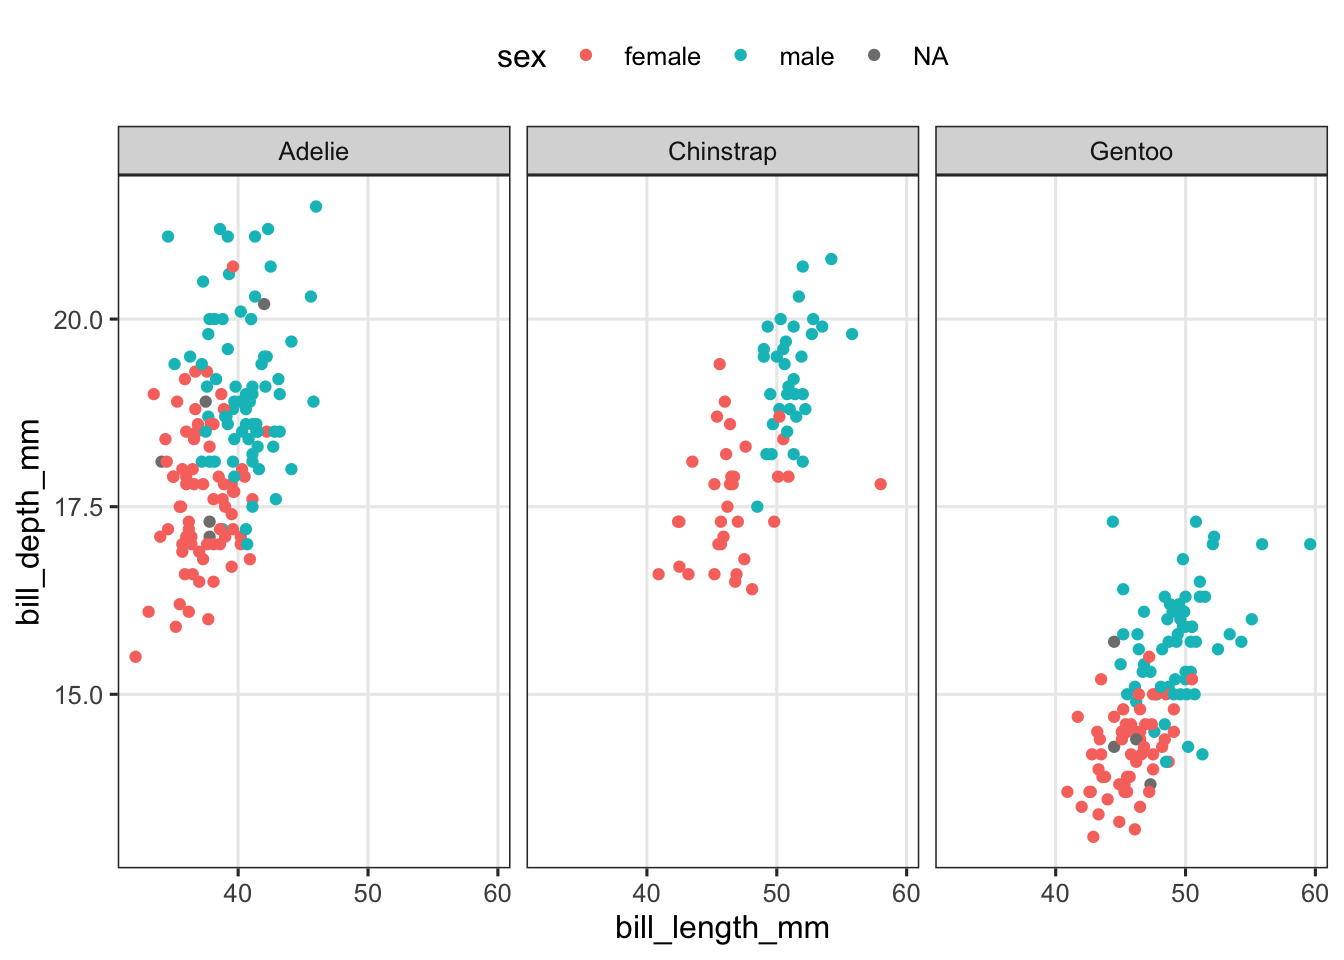 sex female male NA
Adelie Chinstrap Gentoo
20.0
17.5
15.0
bill_depth_mm
40 50 60 40 50 60 40 50 60
bill_length_mm